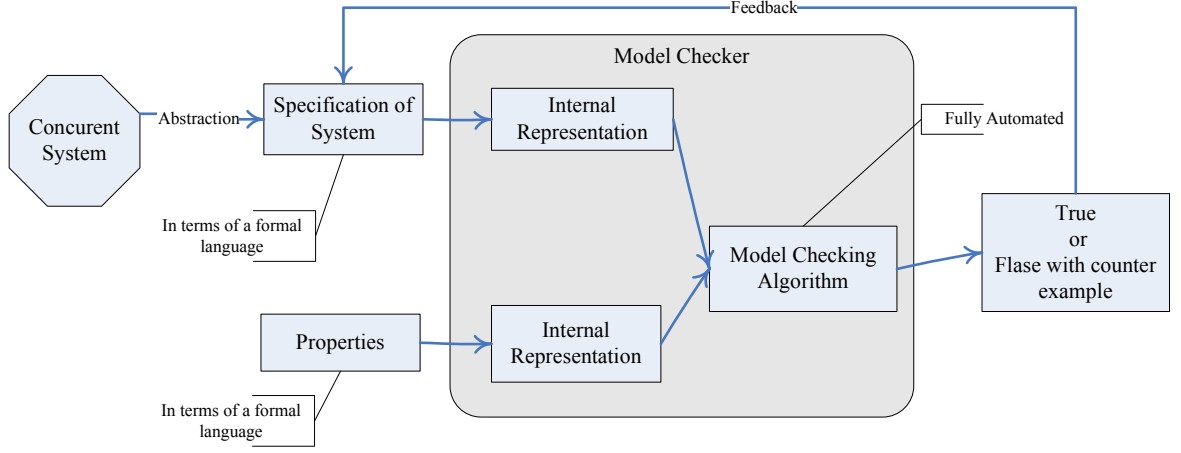 Feedback
Model Checker
Concurent
System
Abstraction
Specification of
System
Internal
Representation
Fully Automated
In terms of a formal
language
Model Checking
Algorithm
True
or
Flase with counter
example
Properties
Internal
Representation
In terms of a formal
language